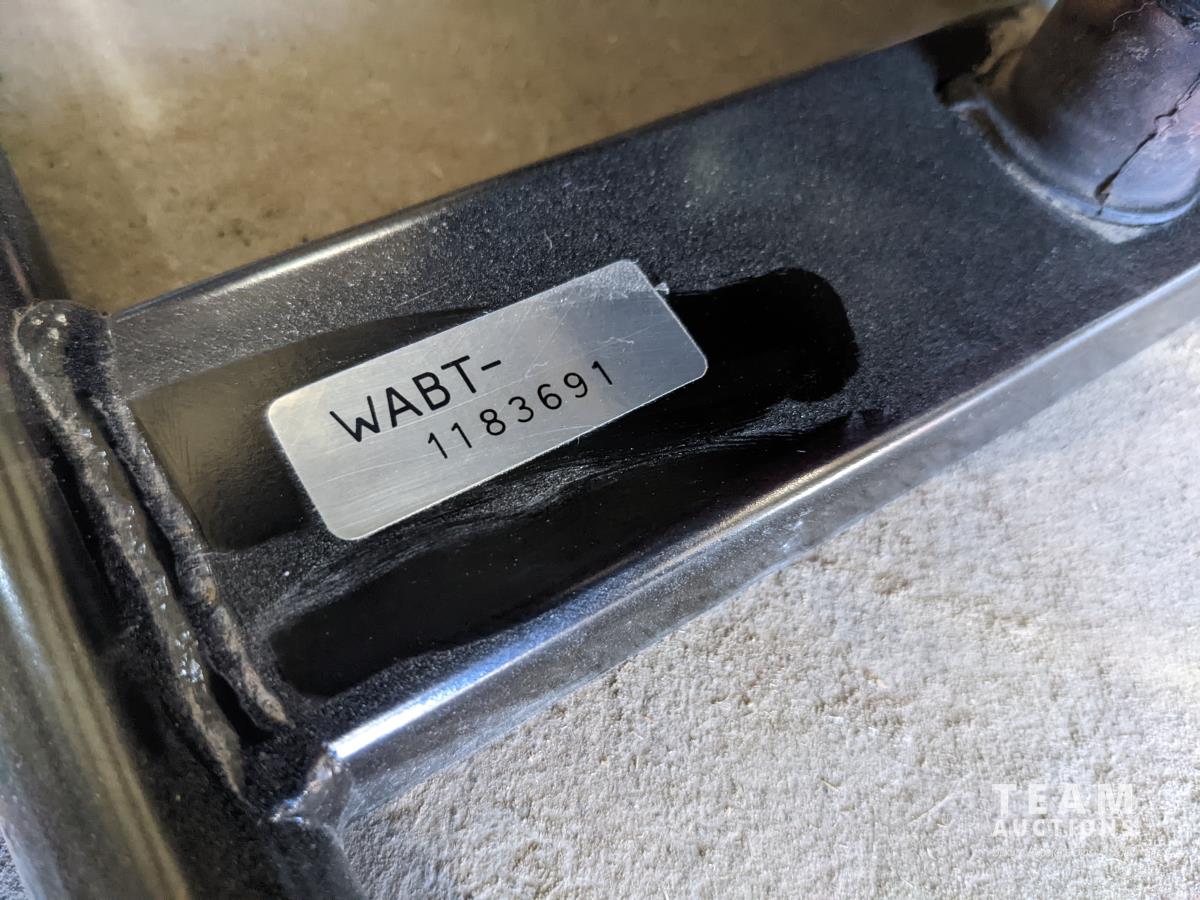 WABT-
1183691
TEAM
AUCTIONS